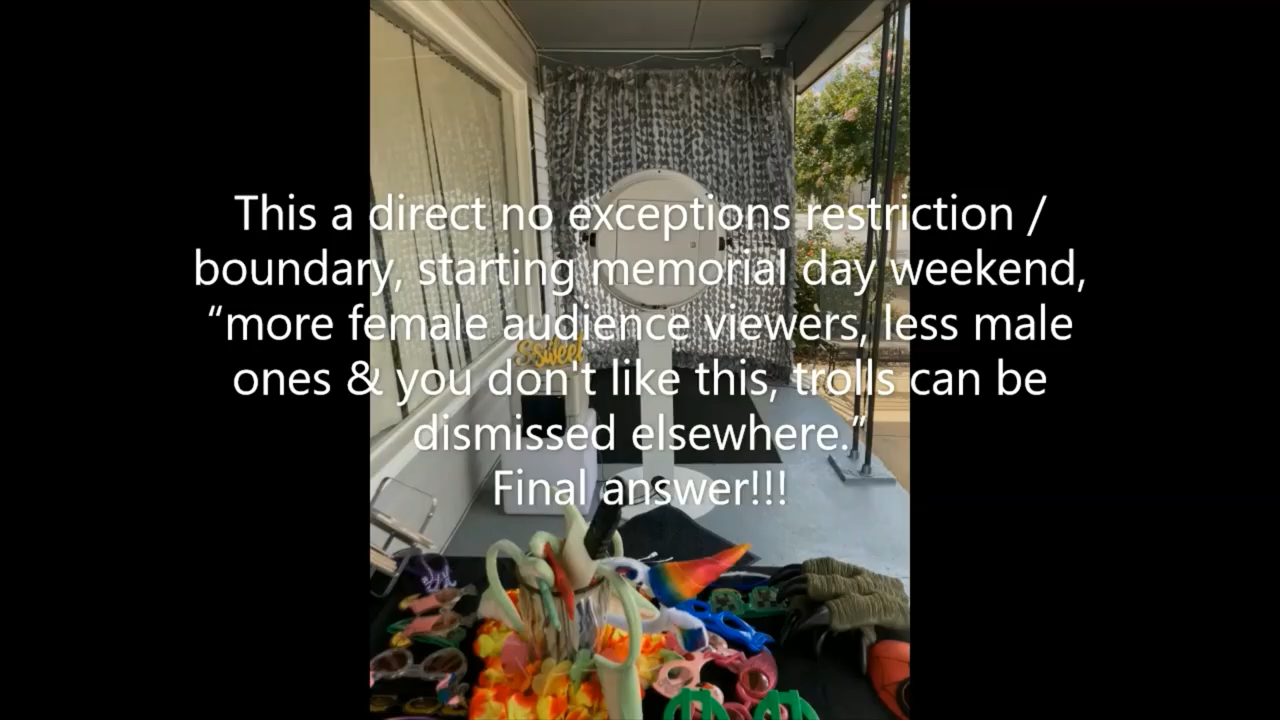 This a direct no exceptions restriction /
boundary, starting memorial day weekend,
“more female audience viewers, less male
ones & you don't like this, trolls can be
dismissed elsewhere.”
Final answer!!!